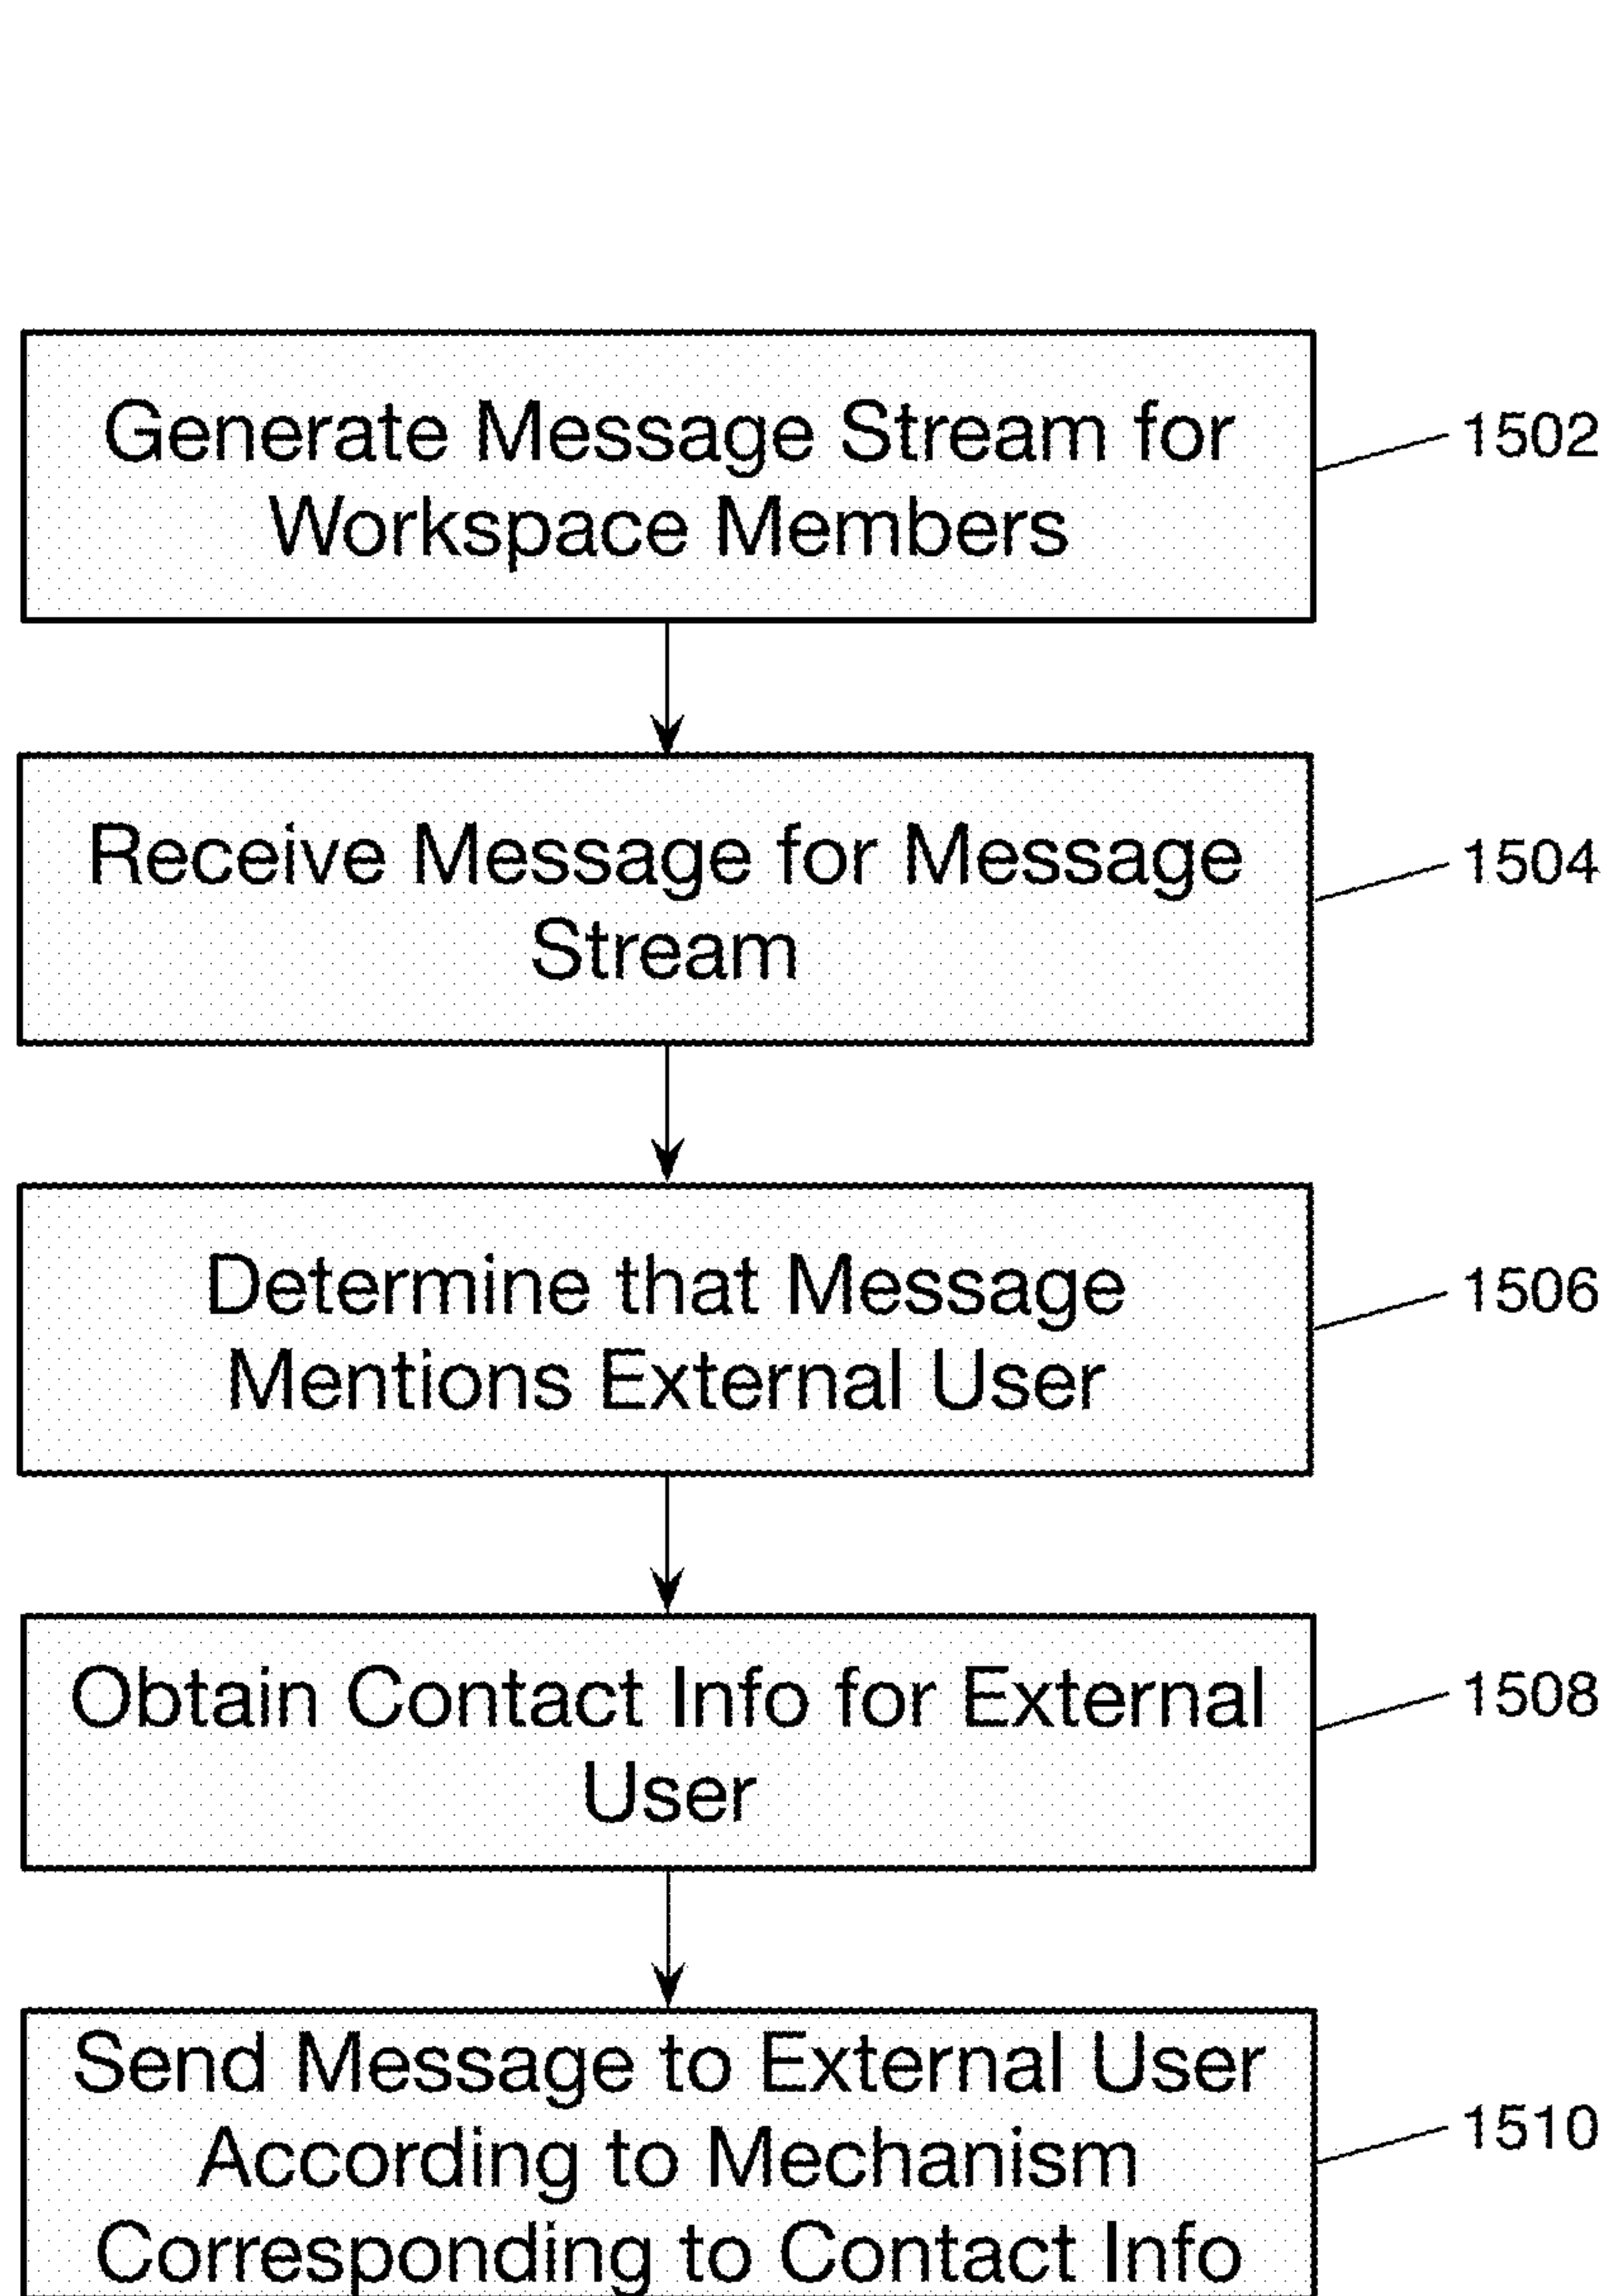 Generate Message Stream for
Workspace Members
1502
Receive Message for Message
Stream
1504
Determine that Message
Mentions External User
1506
Obtain Contact Info for External
User
1508
Send Message to External User
According to Mechanism
Corresponding to Contact Info
1510